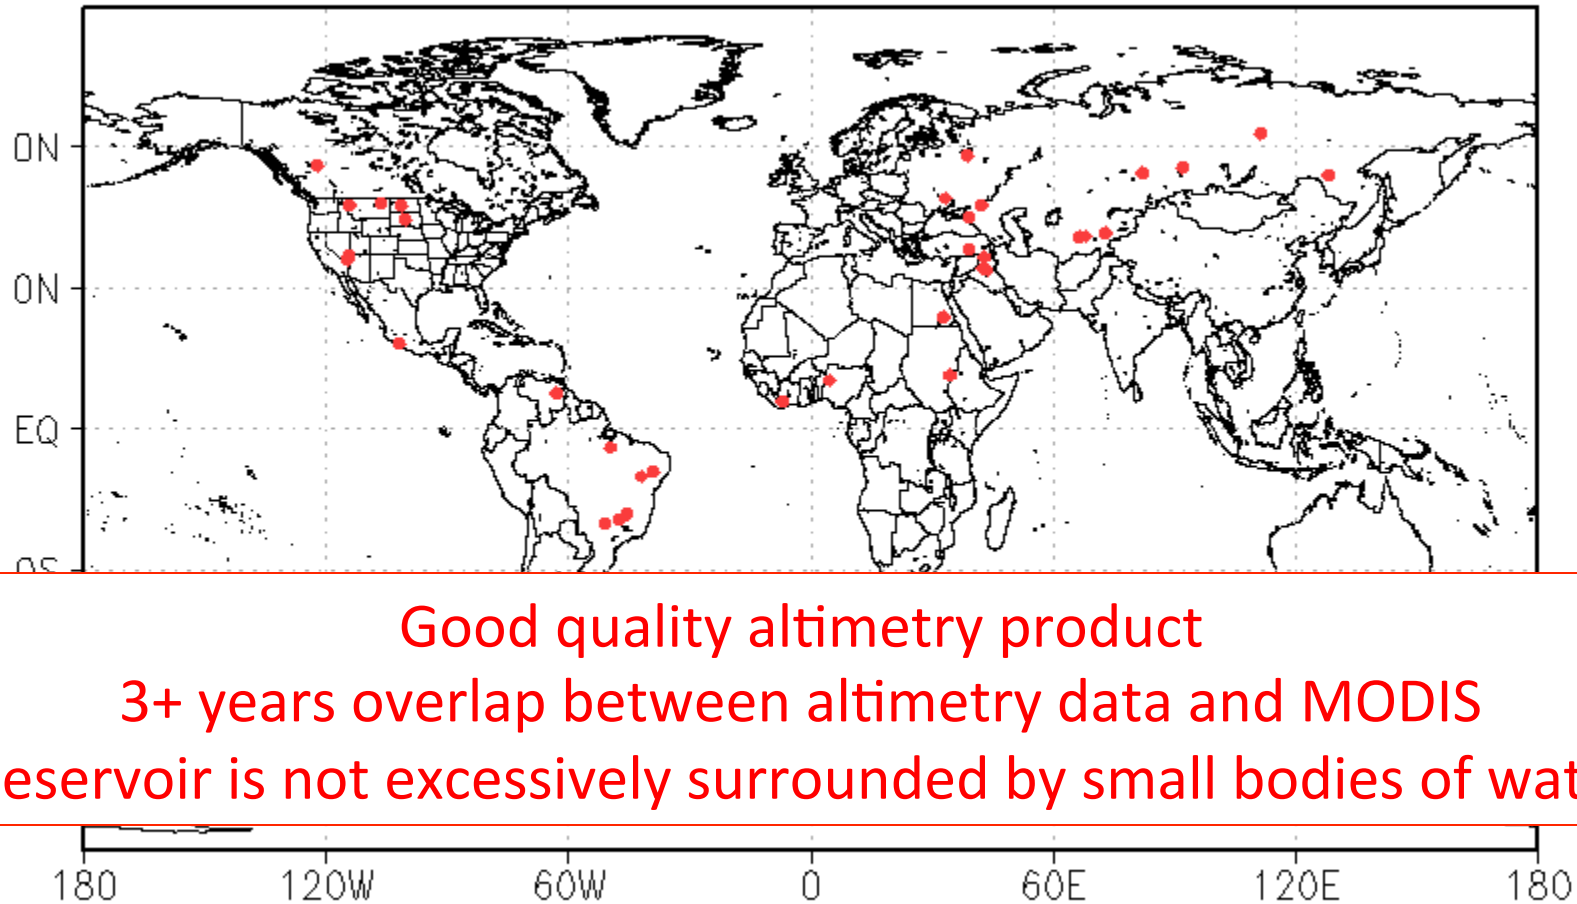 0N
0N
EQ
0S
Good quality altimetry product
3+ years overlap between altimetry data and MODIS
eservoir is not excessively surrounded by small bodies of wat
180 120W 60W 0 60E 120E 180